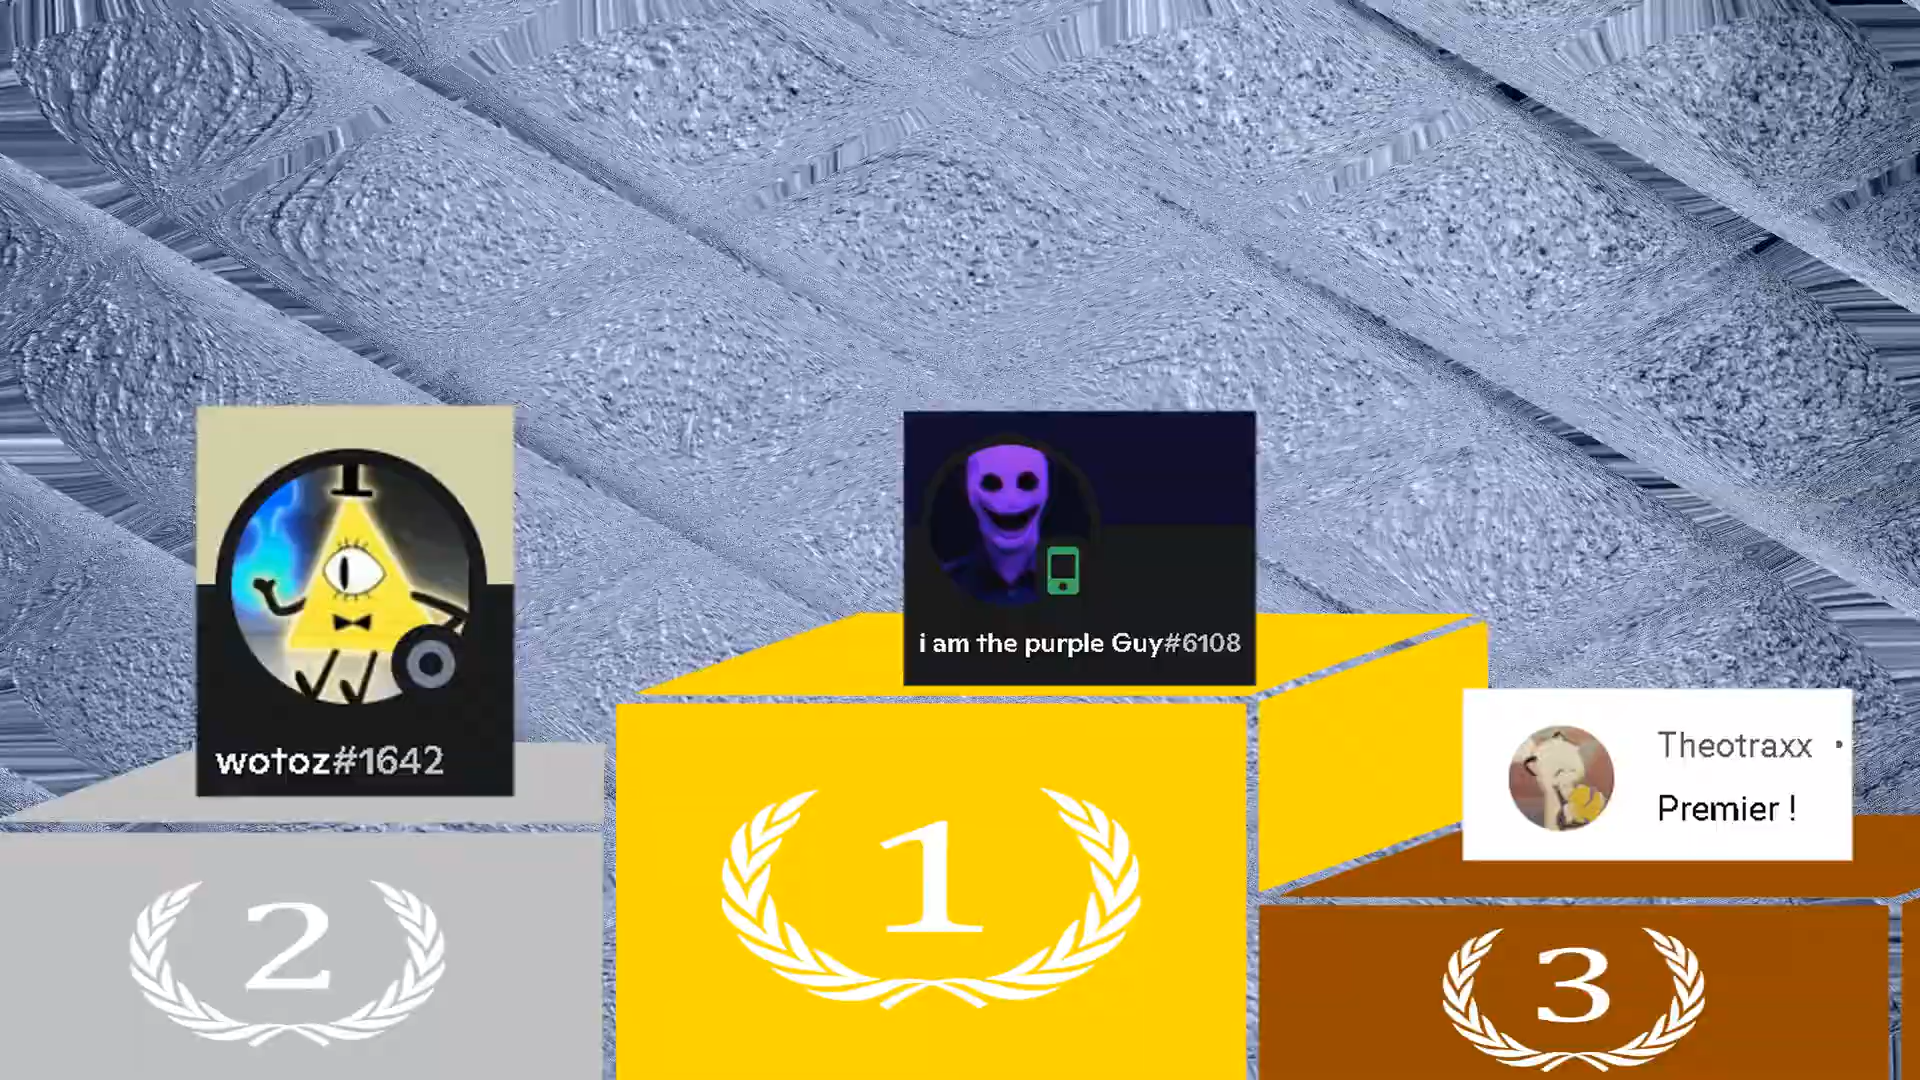 i am the purple Guy#6108
wotoz#1642
Theotraxx •
Premier !
1
2
3